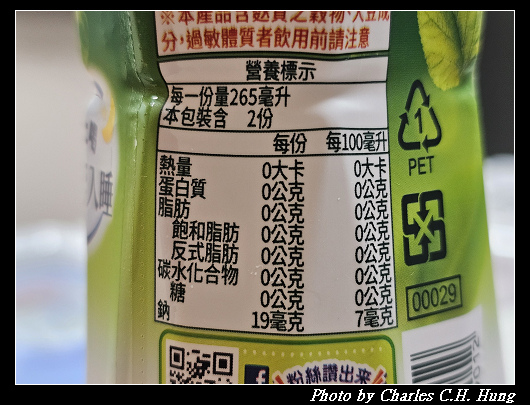 ※本產品含麩質之穀物、大豆成
分，過敏體質者飲用前請注意
營養標示
每一份量265毫升
本包裝含 2份
每份 每100毫升
熱量 0大卡 0大卡
蛋白質 0公克 0公克
脂肪 0公克 0公克
飽和脂肪 0公克 0公克
反式脂肪 0公克 0公克
碳水化合物 0公克 0公克
糖 0公克 0公克
鈉 19毫克 7毫克
1
PET
00029
入睡
粉絲讚出來
Photo by Charles C.H. Hung